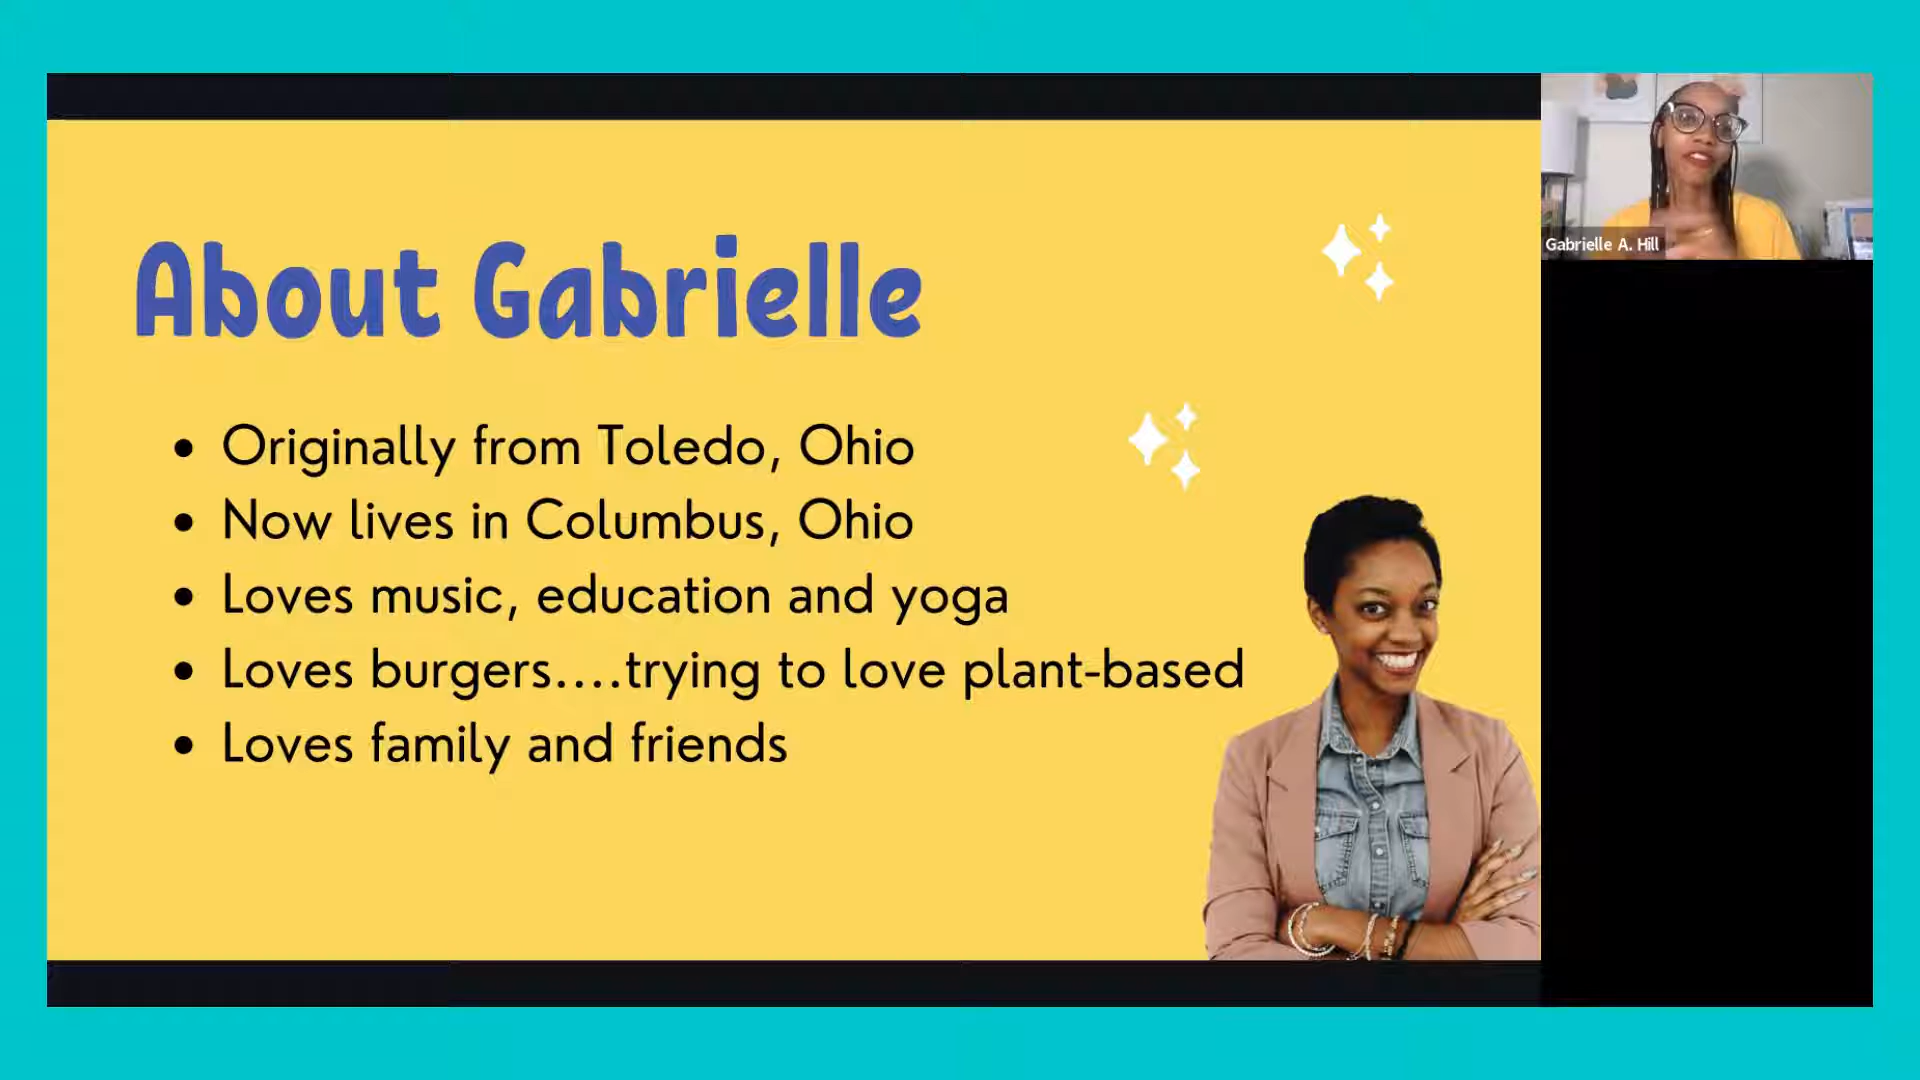 About Gabrielle
Originally from Toledo, Ohio
Now lives in Columbus, Ohio
Loves music, education and yoga
Loves burgers....trying to love plant-based
Loves family and friends
Gabrielle A. Hill